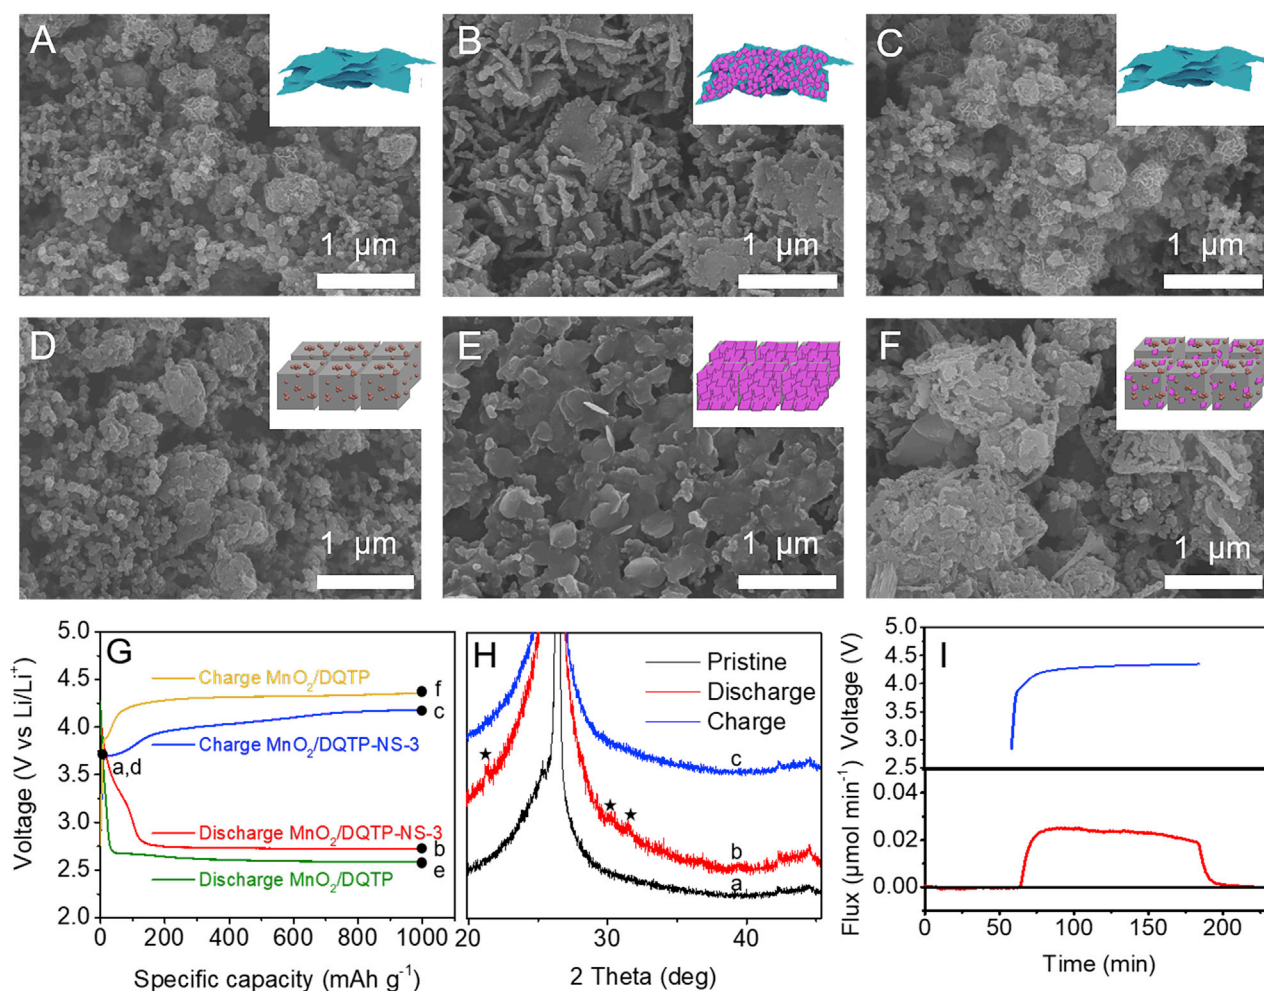 A
1 μm
B
1 μm
C
1 μm
D
1 μm
E
1 μm
F
1 μm
G
5.0
4.5
4.0
3.5
3.0
2.5
2.0
Voltage (V vs Li/Li⁺)
Charge MnO₂/DQTP
f
c
Charge MnO₂/DQTP-NS-3
a,d
Discharge MnO₂/DQTP-NS-3
b
e
Discharge MnO₂/DQTP
0 200 400 600 800 1000
Specific capacity (mAh g⁻¹)
H
Pristine
Discharge
Charge
c
b
a
20 30 40
2 Theta (deg)
I
5.0
4.5
4.0
3.5
3.0
2.5
Voltage (V)
0.04
0.02
0.00
Flux (μmol min⁻¹)
0 50 100 150 200
Time (min)